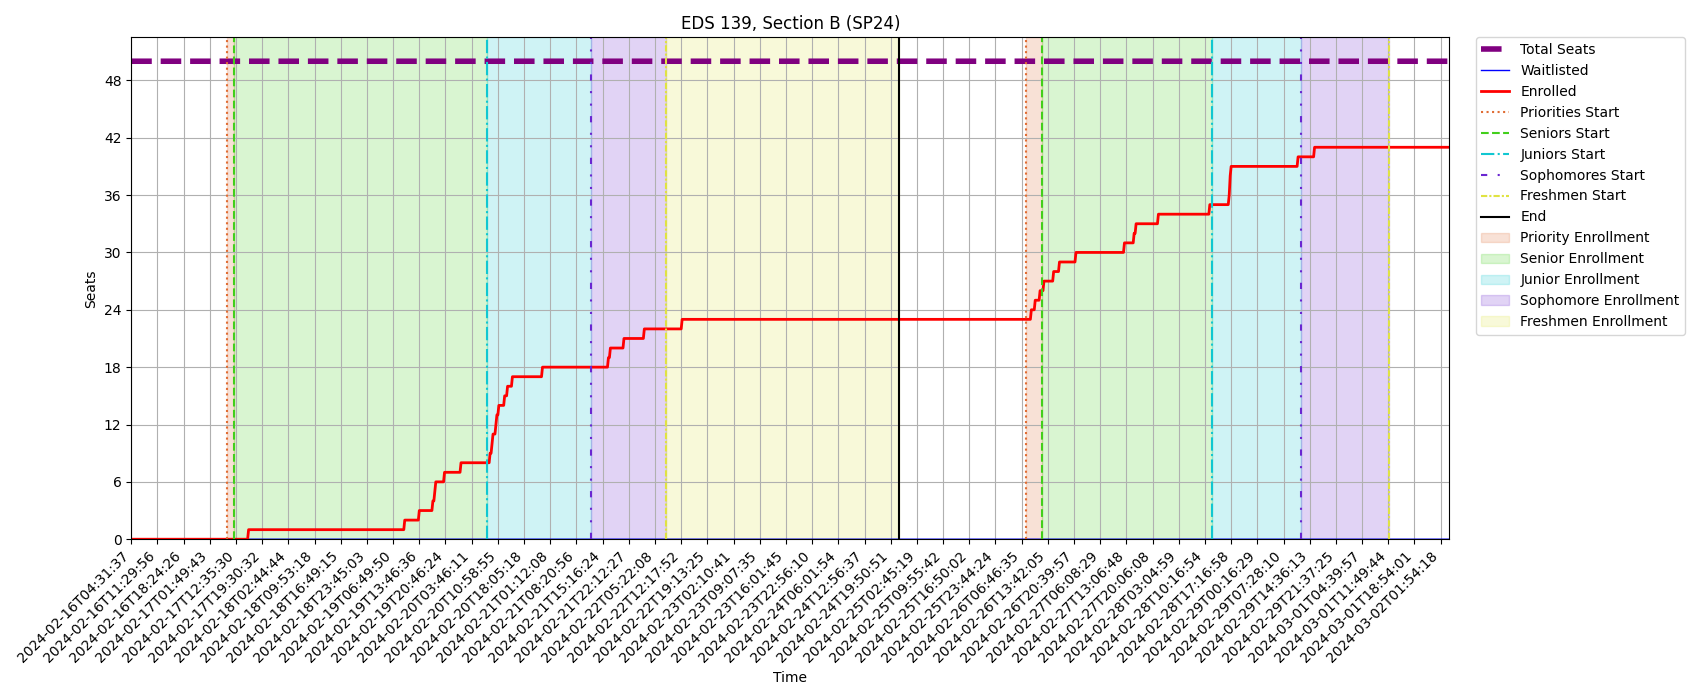 EDS 139, Section B (SP24)
Total Seats
Waitlisted
Enrolled
Priorities Start
Seniors Start
Juniors Start
Sophomores Start
Freshmen Start
End
Priority Enrollment
Senior Enrollment
Junior Enrollment
Sophomore Enrollment
Freshmen Enrollment
Seats
48
42
36
30
24
18
12
6
0
2024-02-16T04:31:37
2024-02-16T11:29:56
2024-02-16T18:24:26
2024-02-17T01:49:43
2024-02-17T12:35:30
2024-02-17T19:30:32
2024-02-18T02:44:44
2024-02-18T09:53:18
2024-02-18T16:49:15
2024-02-18T23:45:03
2024-02-19T06:49:50
2024-02-19T13:46:36
2024-02-19T20:46:24
2024-02-20T03:46:11
2024-02-20T10:58:55
2024-02-20T18:05:18
2024-02-21T01:12:08
2024-02-21T08:20:56
2024-02-21T15:16:24
2024-02-21T22:12:27
2024-02-22T05:22:08
2024-02-22T12:17:52
2024-02-22T19:13:25
2024-02-23T02:10:41
2024-02-23T09:07:35
2024-02-23T16:01:45
2024-02-23T22:56:10
2024-02-24T06:01:54
2024-02-24T12:56:37
2024-02-24T19:50:51
2024-02-25T02:45:19
2024-02-25T09:55:42
2024-02-25T16:50:02
2024-02-25T23:44:24
2024-02-26T06:46:35
2024-02-26T13:42:05
2024-02-26T20:39:57
2024-02-27T06:08:29
2024-02-27T13:06:48
2024-02-27T20:06:08
2024-02-28T03:04:59
2024-02-28T10:16:54
2024-02-28T17:16:58
2024-02-29T00:16:29
2024-02-29T07:28:10
2024-02-29T14:36:13
2024-02-29T21:37:25
2024-03-01T04:39:57
2024-03-01T11:49:44
2024-03-01T18:54:01
2024-03-02T01:54:18
Time